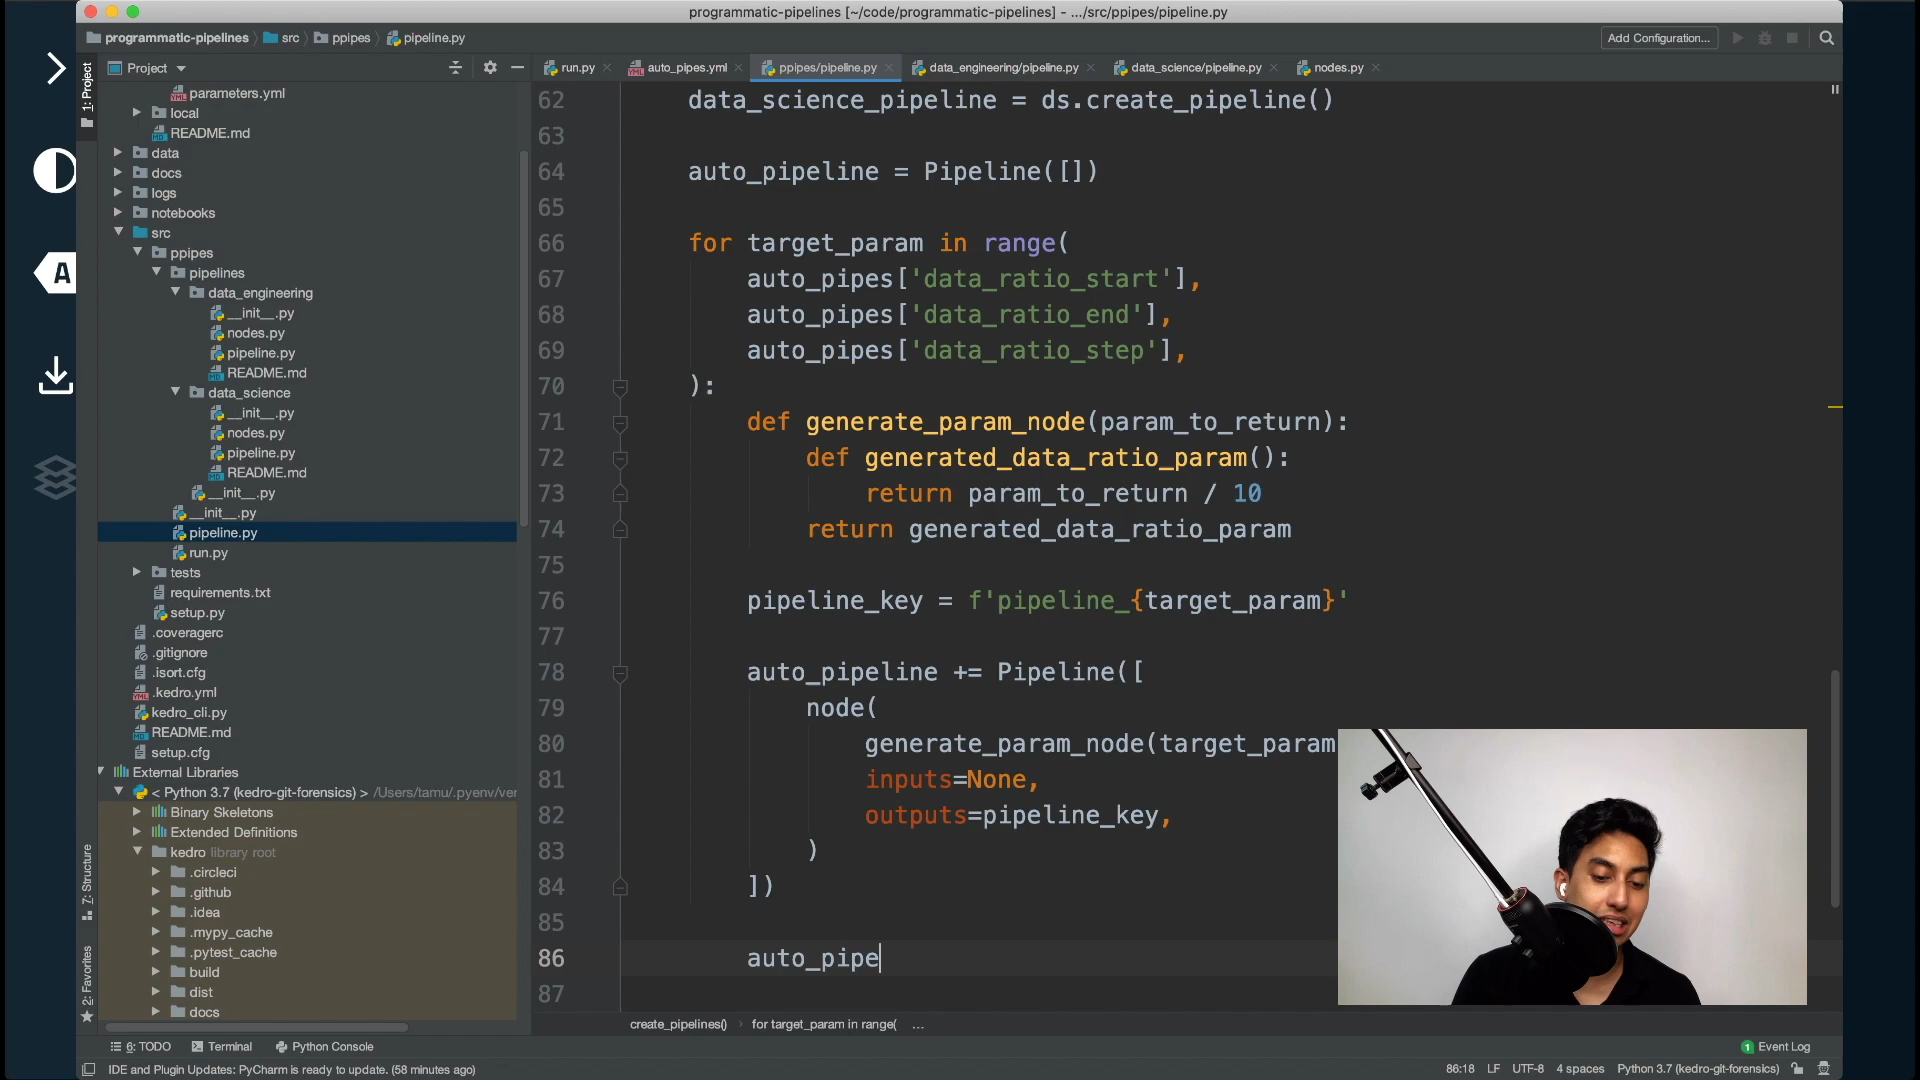 programmatic-pipelines [~/code/programmatic-pipelines] - .../src/ppipes/pipeline.py
programmatic-pipelines src ppipes pipeline.py
Add Configuration...
1: Project
Project
run.py auto_pipes.yml ppipes/pipeline.py data_engineering/pipeline.py data_science/pipeline.py nodes.py
parameters.yml
local
README.md
data
docs
logs
notebooks
src
ppipes
pipelines
data_engineering
__init__.py
nodes.py
pipeline.py
README.md
data_science
__init__.py
nodes.py
pipeline.py
README.md
__init__.py
__init__.py
pipeline.py
run.py
tests
requirements.txt
setup.py
.coveragerc
.gitignore
.isort.cfg
.kedro.yml
kedro_cli.py
README.md
setup.cfg
External Libraries
< Python 3.7 (kedro-git-forensics) > /Users/tamu/.pyenv/ver
Binary Skeletons
Extended Definitions
kedro library root
.circleci
.github
.idea
.mypy_cache
.pytest_cache
build
dist
docs
A
7: Structure
2: Favorites
62 data_science_pipeline = ds.create_pipeline()
63
64 auto_pipeline = Pipeline([])
65
66 for target_param in range(
67 auto_pipes['data_ratio_start'],
68 auto_pipes['data_ratio_end'],
69 auto_pipes['data_ratio_step'],
70 ):
71 def generate_param_node(param_to_return):
72 def generated_data_ratio_param():
73 return param_to_return / 10
74 return generated_data_ratio_param
75
76 pipeline_key = f'pipeline_{target_param}'
77
78 auto_pipeline += Pipeline([
79 node(
80 generate_param_node(target_param
81 inputs=None,
82 outputs=pipeline_key,
83 )
84 ])
85
86 auto_pipe
87
create_pipelines() for target_param in range( ...
6: TODO Terminal Python Console
1 Event Log
IDE and Plugin Updates: PyCharm is ready to update. (58 minutes ago)
86:18 LF UTF-8 4 spaces Python 3.7 (kedro-git-forensics)